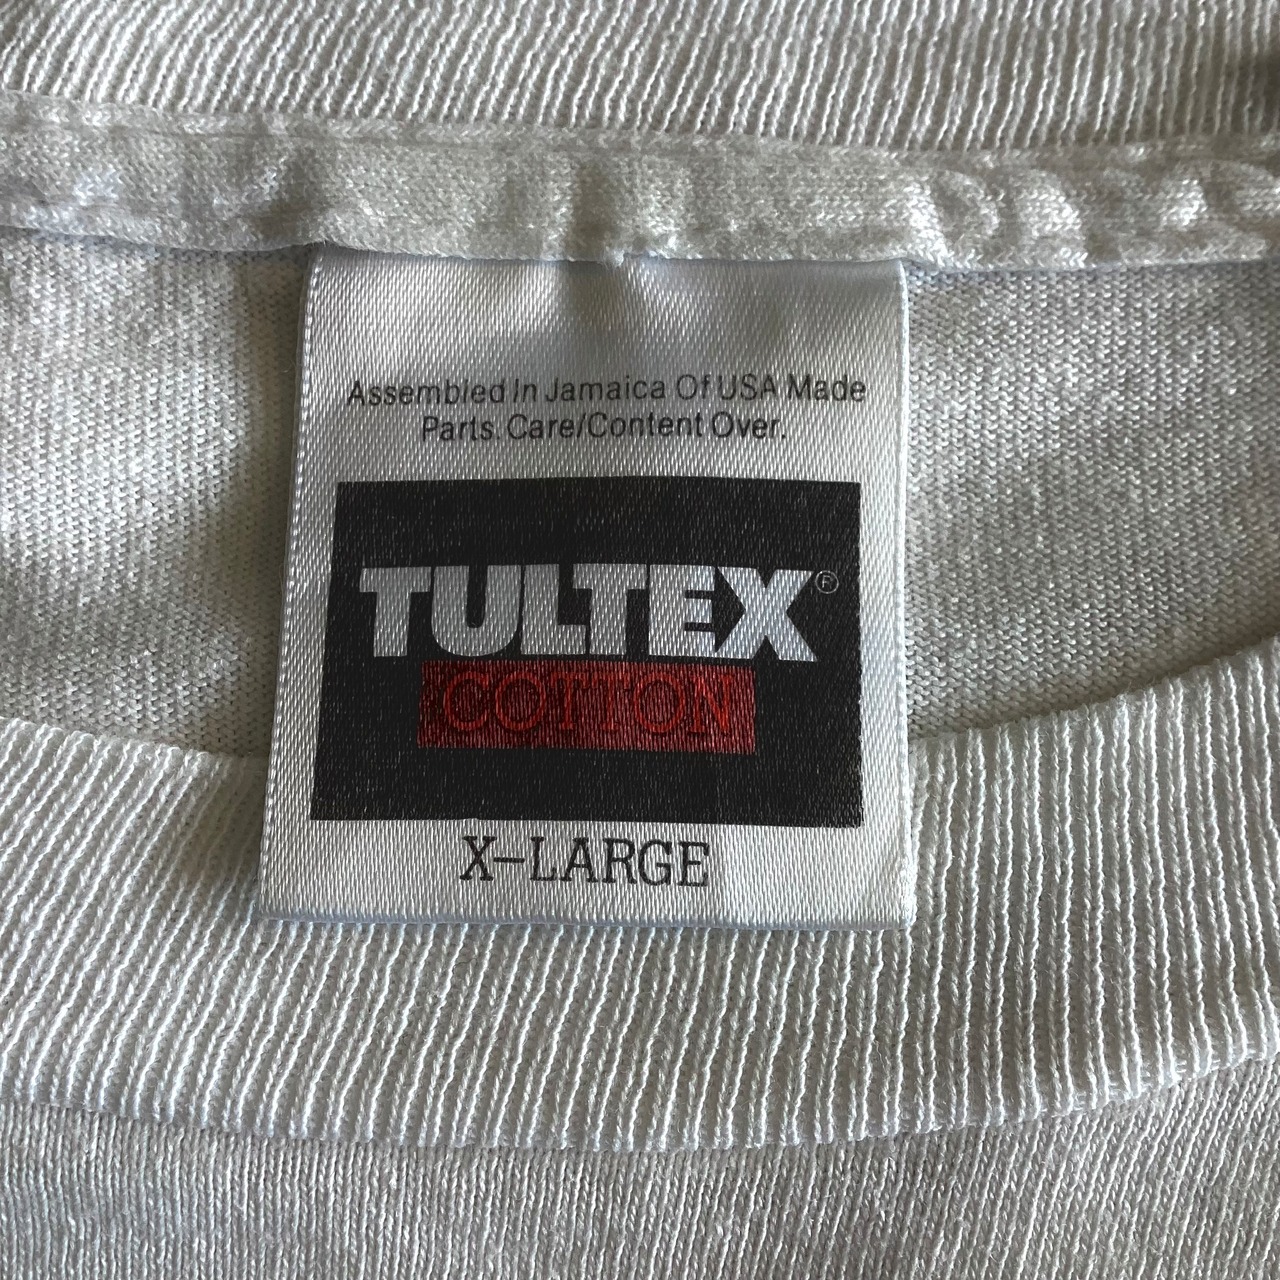 Assembled In Jamaica Of USA Made
Parts. Care/Content Over.
TULTEX®
COTTON
X-LARGE